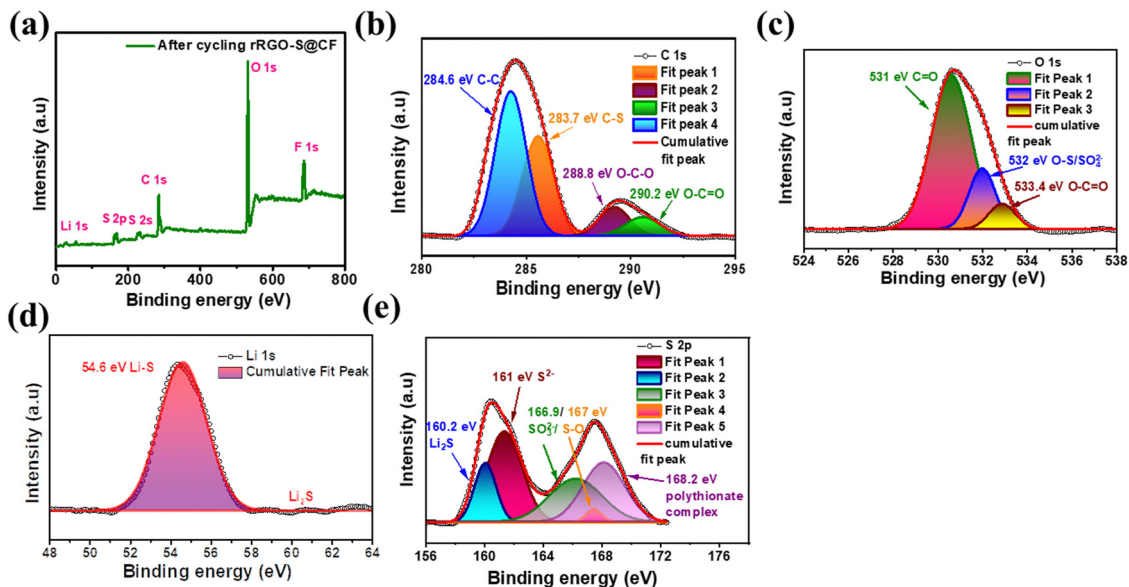 (a)
After cycling rRGO-S@CF
O 1s
F 1s
C 1s
S 2p
S 2s
Li 1s
Intensity (a.u)
0 200 400 600 800
Binding energy (eV)
(b)
C 1s
Fit peak 1
Fit peak 2
Fit peak 3
Fit peak 4
Cumulative
fit peak
284.6 eV C-C
283.7 eV C-S
288.8 eV O-C-O
290.2 eV O-C=O
Intensity (a.u)
280 285 290 295
Binding energy (eV)
(c)
O 1s
Fit Peak 1
Fit Peak 2
Fit Peak 3
cumulative
fit peak
531 eV C=O
532 eV O-S/SO₄²⁻
533.4 eV O-C=O
Intensity (a.u)
524 526 528 530 532 534 536 538
Binding energy (eV)
(d)
Li 1s
Cumulative Fit Peak
54.6 eV Li-S
Li₂S
Intensity (a.u)
48 50 52 54 56 58 60 62 64
Binding energy (eV)
(e)
S 2p
Fit Peak 1
Fit Peak 2
Fit Peak 3
Fit Peak 4
Fit Peak 5
cumulative
fit peak
161 eV S²⁻
160.2 eV
Li₂S
166.9/ 167 eV
SO₃²⁻/ S-O
168.2 eV
polythionate
complex
Intensity (a.u)
156 160 164 168 172 176
Binding energy (eV)